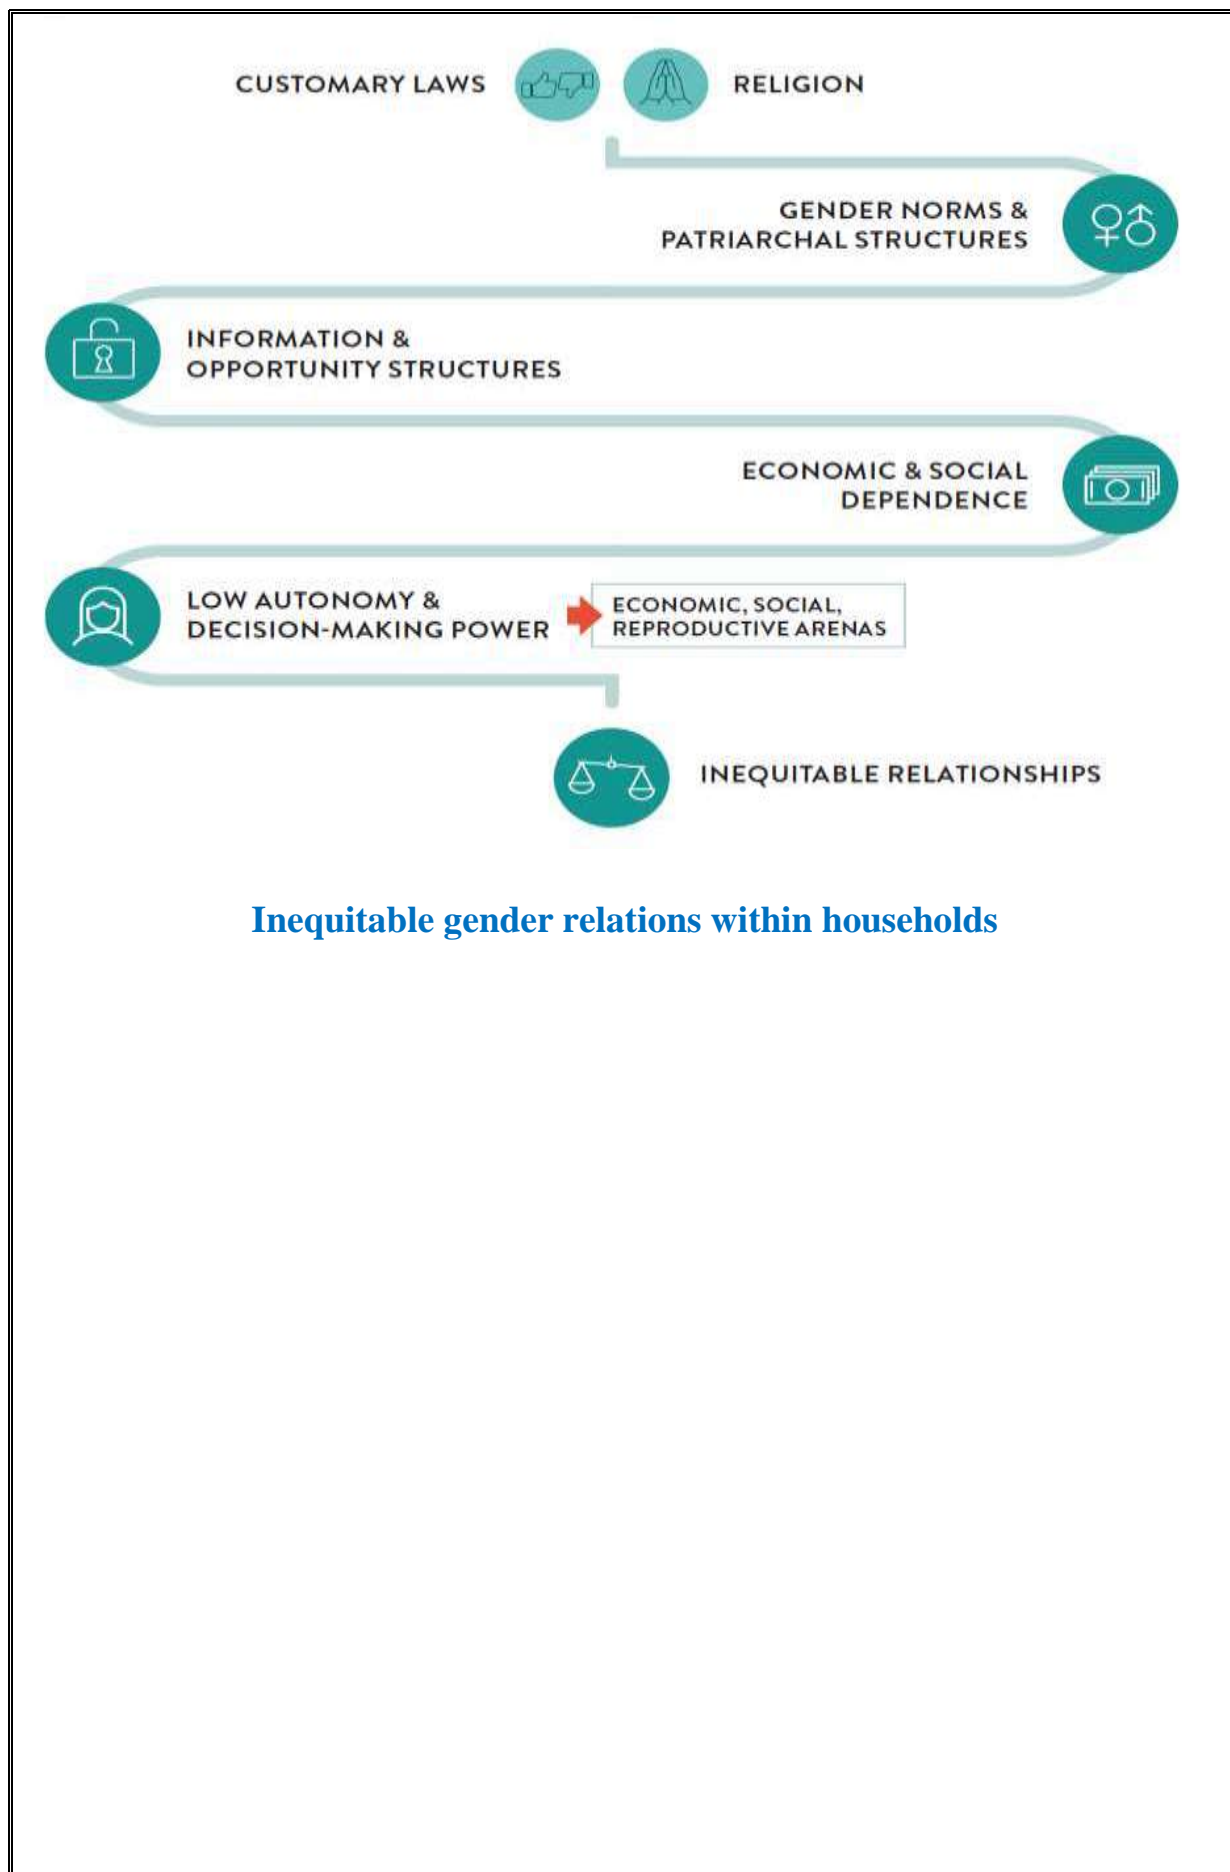 CUSTOMARY LAWS
RELIGION
GENDER NORMS &
PATRIARCHAL STRUCTURES
INFORMATION &
OPPORTUNITY STRUCTURES
ECONOMIC & SOCIAL
DEPENDENCE
LOW AUTONOMY &
DECISION-MAKING POWER
ECONOMIC, SOCIAL,
REPRODUCTIVE ARENAS
INEQUITABLE RELATIONSHIPS
Inequitable gender relations within households